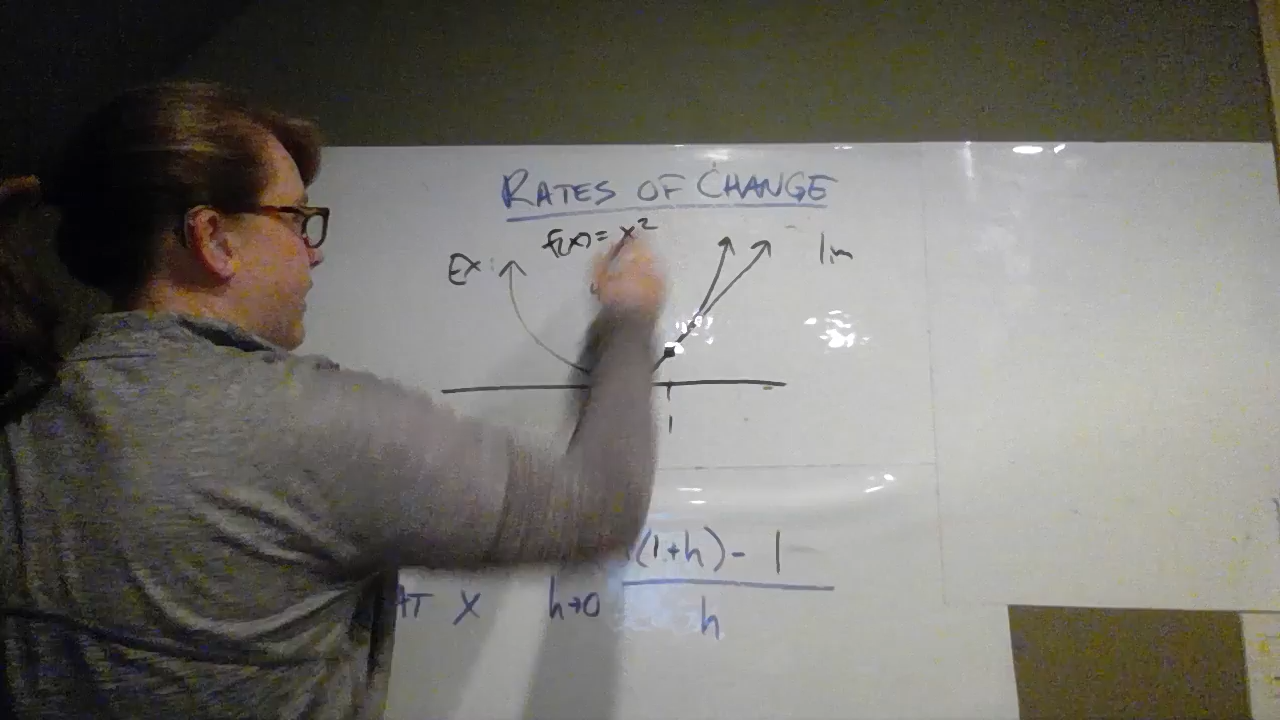 RATES OF CHANGE
f(x) = x²
Ex:
lim
1
(1+h) - 1
AT X h→0 h